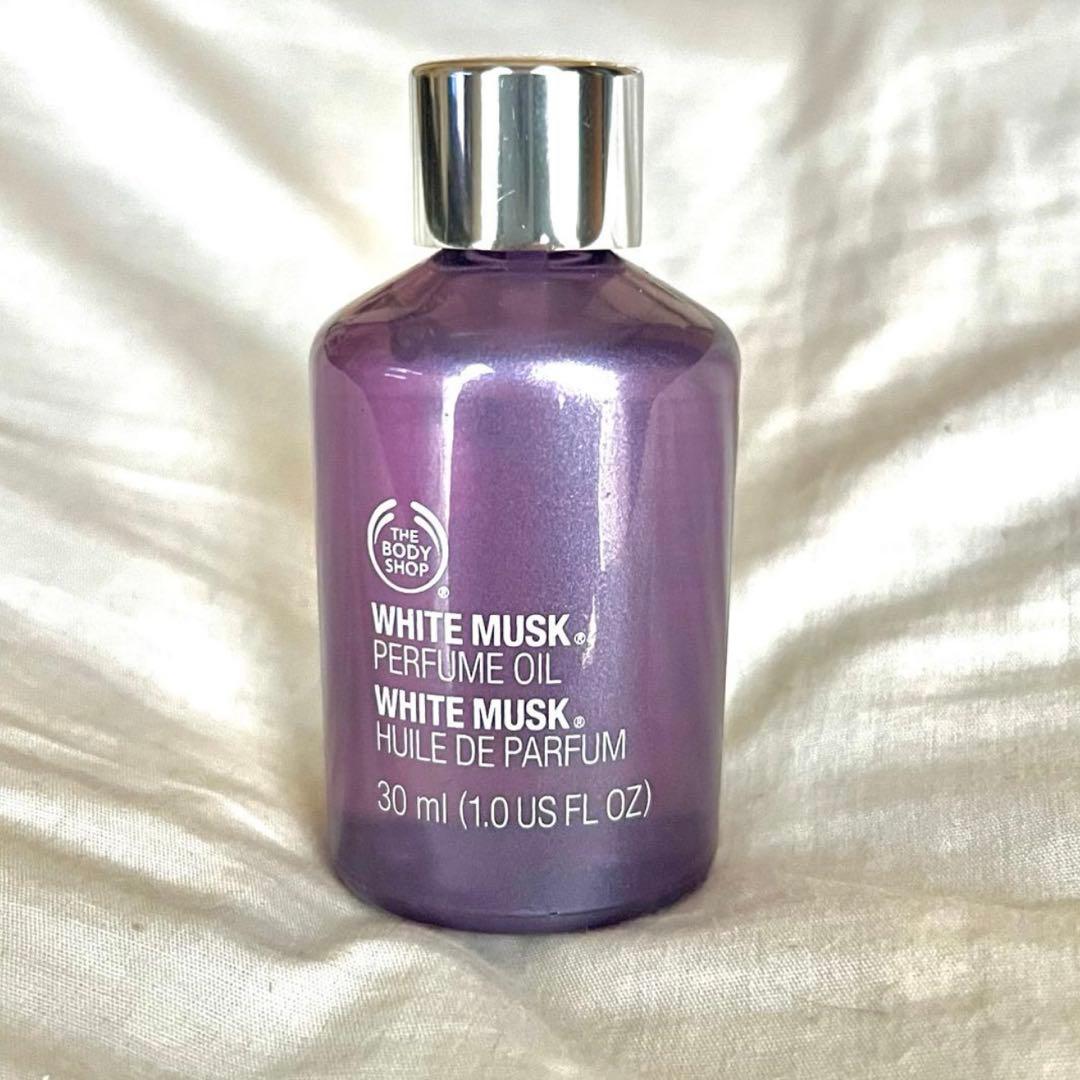 THE
BODY
SHOP
®
WHITE MUSK®
PERFUME OIL
WHITE MUSK®
HUILE DE PARFUM
30 ml (1.0 US FL OZ)